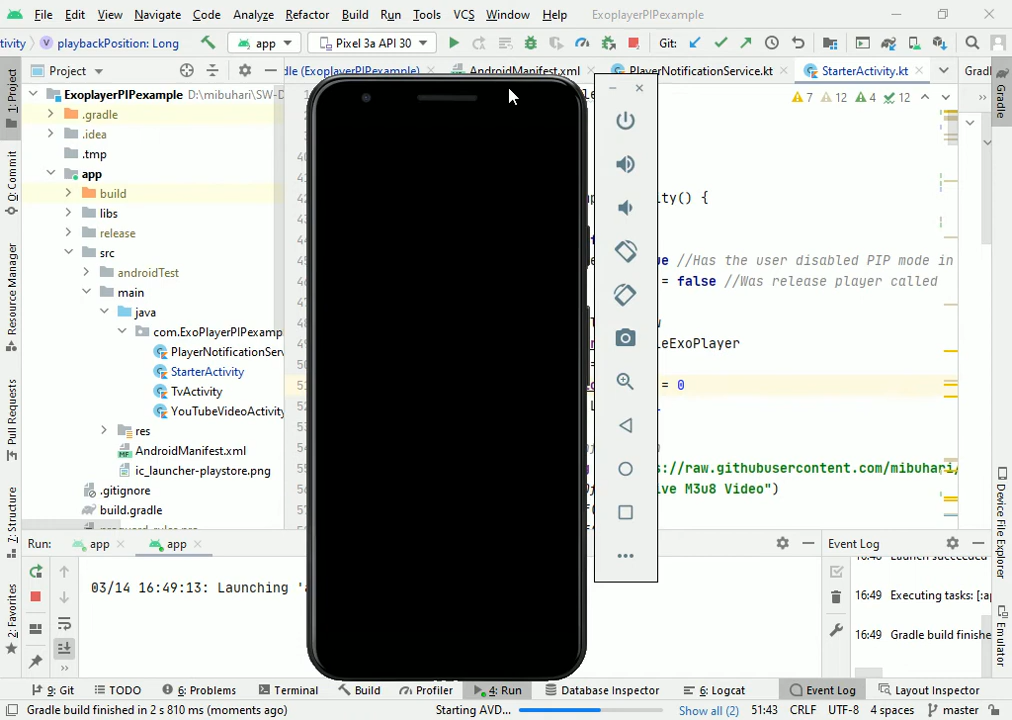 File Edit View Navigate Code Analyze Refactor Build Run Tools VCS Window Help ExoplayerPIPexample
tivity) playbackPosition: Long app Pixel 3a API 30 Git:
1: Project Project dle (ExoplayerPIPexample) AndroidManifest.xml PlayerNotificationService.kt StarterActivity.kt Gradl Gradle
ExoplayerPIPexample D:\mibuhari\SW-D 7 12 4 12
.gradle
.idea
.tmp
app
build
libs
release
src
androidTest
main
java
com.ExoPlayerPIPexamp
PlayerNotificationServ
StarterActivity
TvActivity
YouTubeVideoActivity
res
AndroidManifest.xml
ic_launcher-playstore.png
.gitignore
build.gradle
ty() {
ue //Has the user disabled PIP mode in
= false //Was release player called
leExoPlayer
= 0
s://raw.githubusercontent.com/mibuhari/
ive M3u8 Video")
0: Commit
Resource Manager
Pull Requests
7: Structure
2: Favorites
Device File Explorer
Emulator
Run: app app
03/14 16:49:13: Launching 'a
Event Log
16:48 Launch succeeded
16:49 Executing tasks: [:ap
16:49 Gradle build finishe
9: Git TODO 6: Problems Terminal Build Profiler 4: Run Database Inspector 6: Logcat Event Log Layout Inspector
Gradle build finished in 2 s 810 ms (moments ago) Starting AVD... Show all (2) 51:43 CRLF UTF-8 4 spaces master